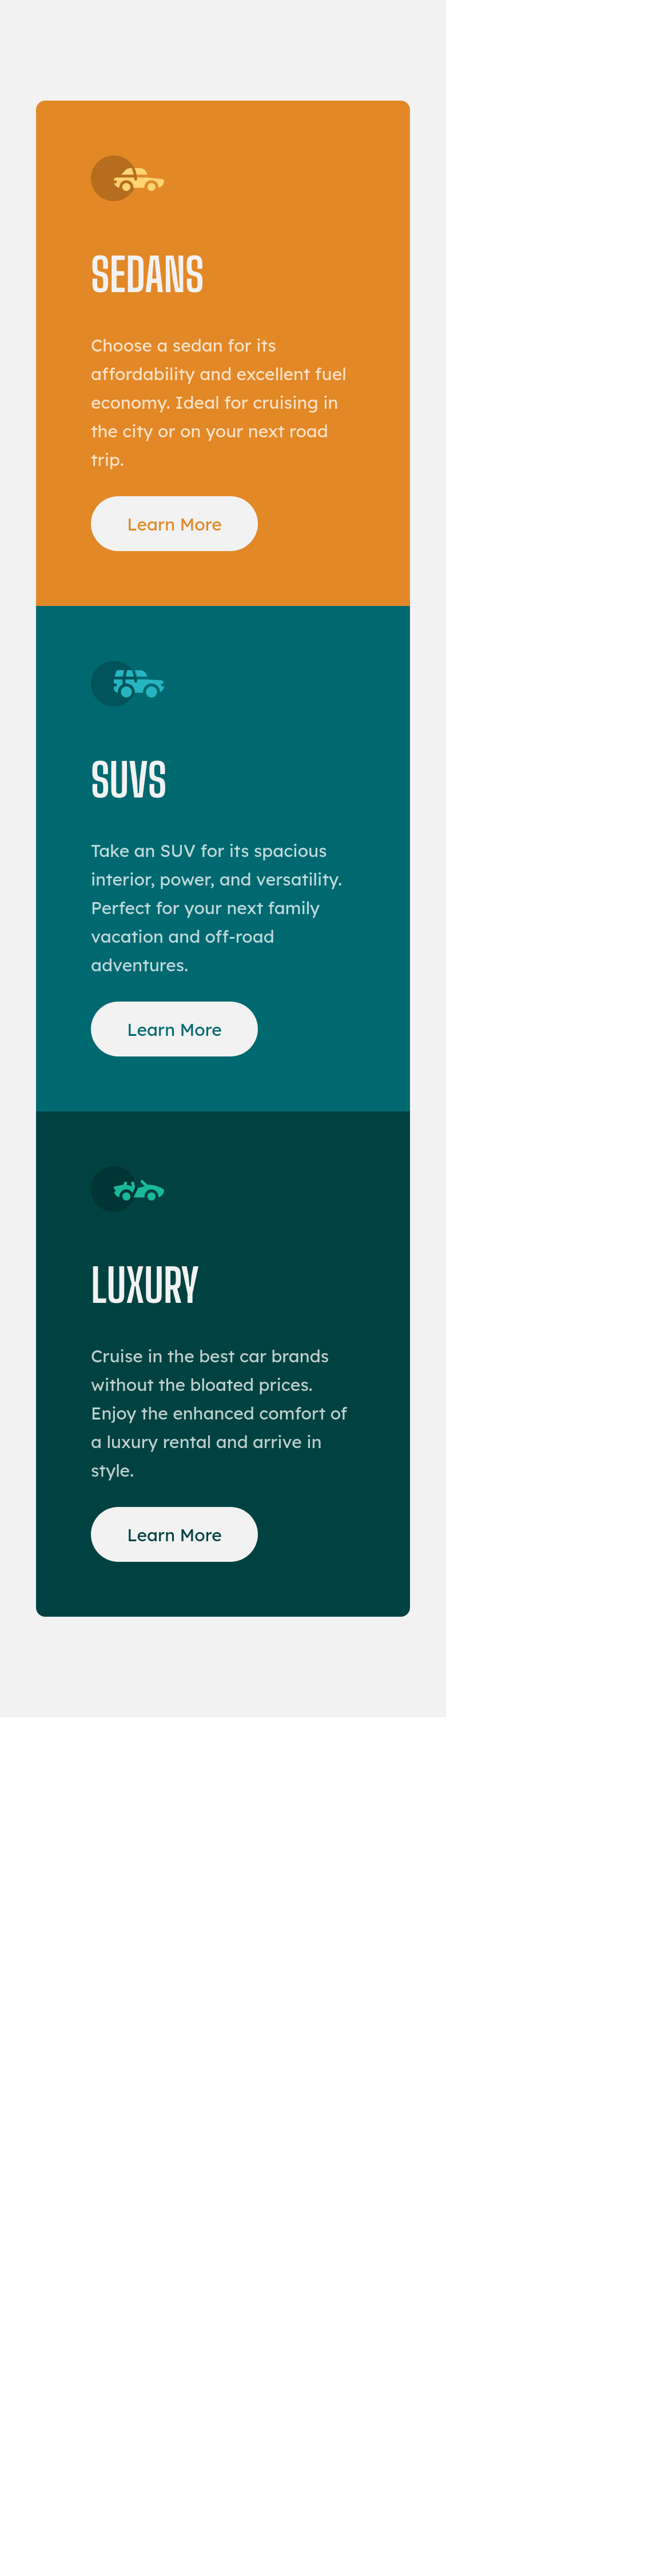 SEDANS
Choose a sedan for its
affordability and excellent fuel
economy. Ideal for cruising in
the city or on your next road
trip.
Learn More
SUVS
Take an SUV for its spacious
interior, power, and versatility.
Perfect for your next family
vacation and off-road
adventures.
Learn More
LUXURY
Cruise in the best car brands
without the bloated prices.
Enjoy the enhanced comfort of
a luxury rental and arrive in
style.
Learn More